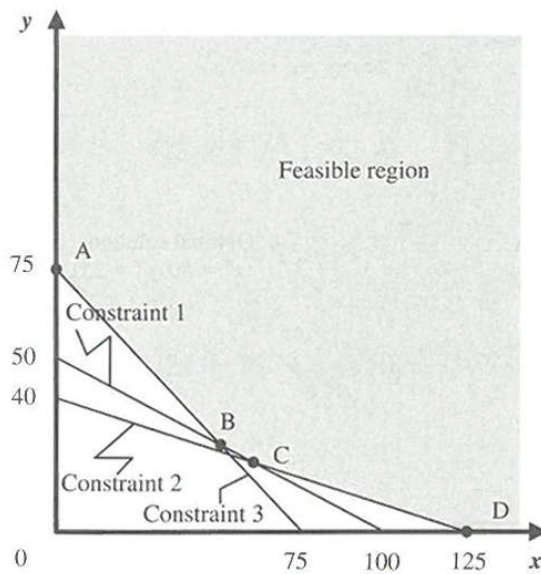 y
Feasible region
75
A
Constraint 1
50
40
B
C
Constraint 2
Constraint 3
D
0
75
100
125
x